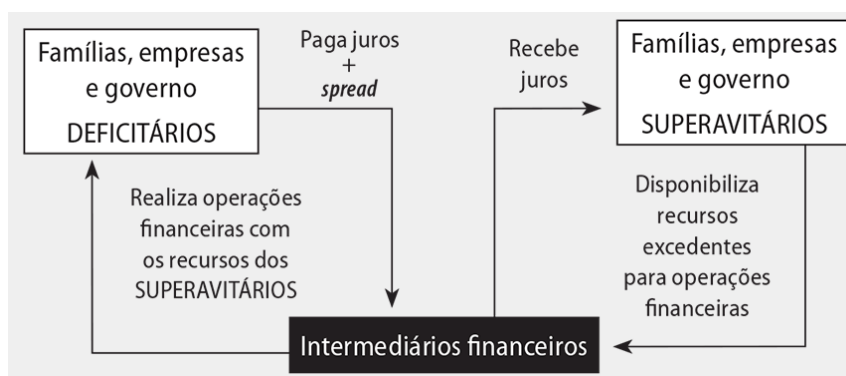 Famílias, empresas
e governo
DEFICITÁRIOS
Paga juros
+
spread
Recebe
juros
Famílias, empresas
e governo
SUPERAVITÁRIOS
Realiza operações
financeiras com
os recursos dos
SUPERAVITÁRIOS
Disponibiliza
recursos
excedentes
para operações
financeiras
Intermediários financeiros